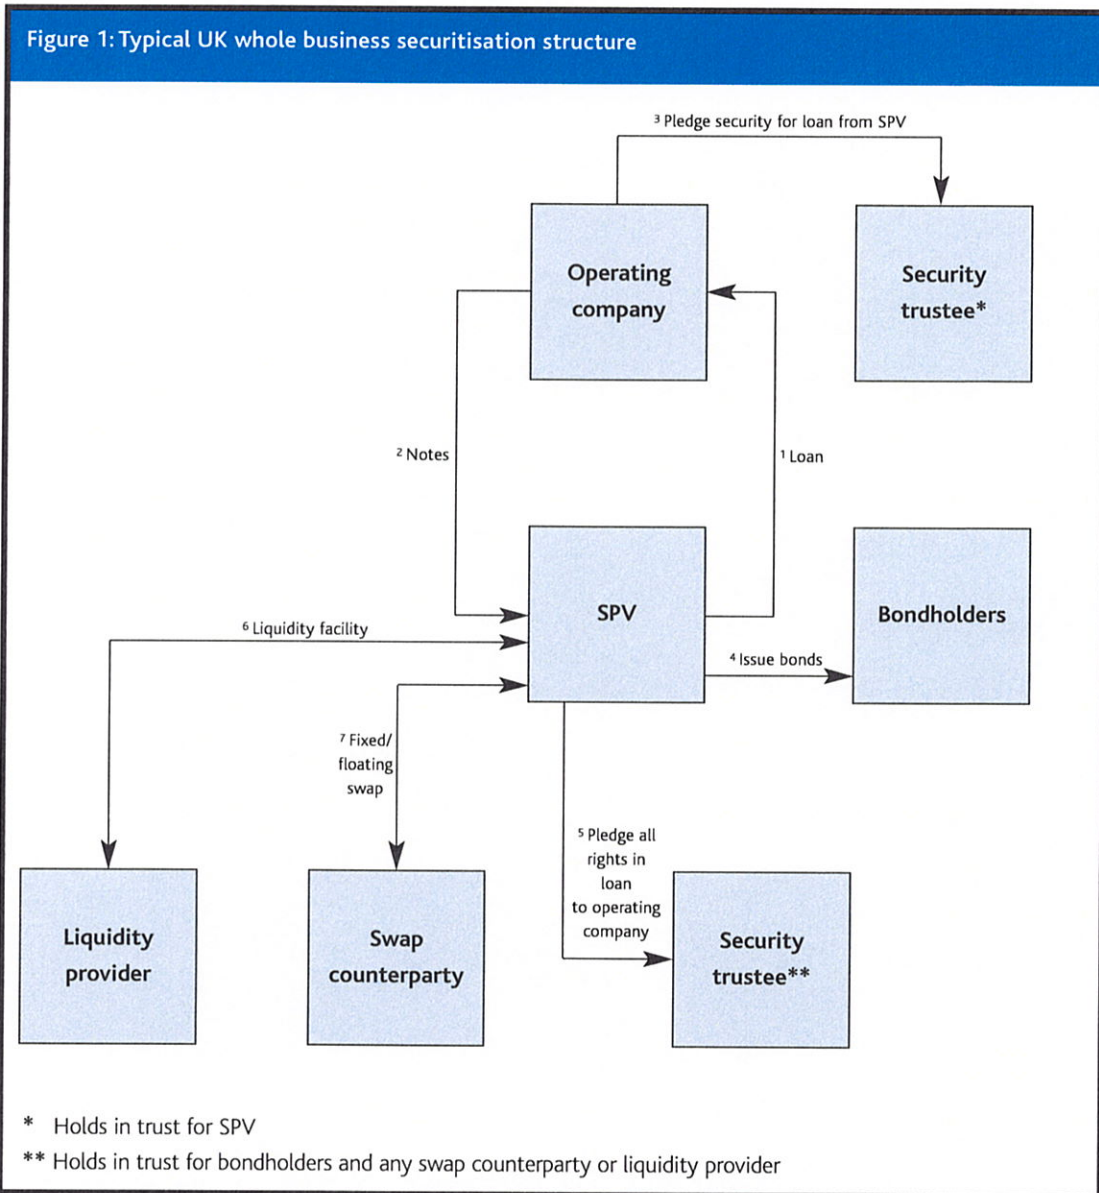 Figure 1: Typical UK whole business securitisation structure
³ Pledge security for loan from SPV
Operating
company
Security
trustee*
² Notes
¹ Loan
SPV
Bondholders
⁶ Liquidity facility
⁴ Issue bonds
⁷ Fixed/
floating
swap
⁵ Pledge all
rights in
loan
to operating
company
Liquidity
provider
Swap
counterparty
Security
trustee**
* Holds in trust for SPV
** Holds in trust for bondholders and any swap counterparty or liquidity provider